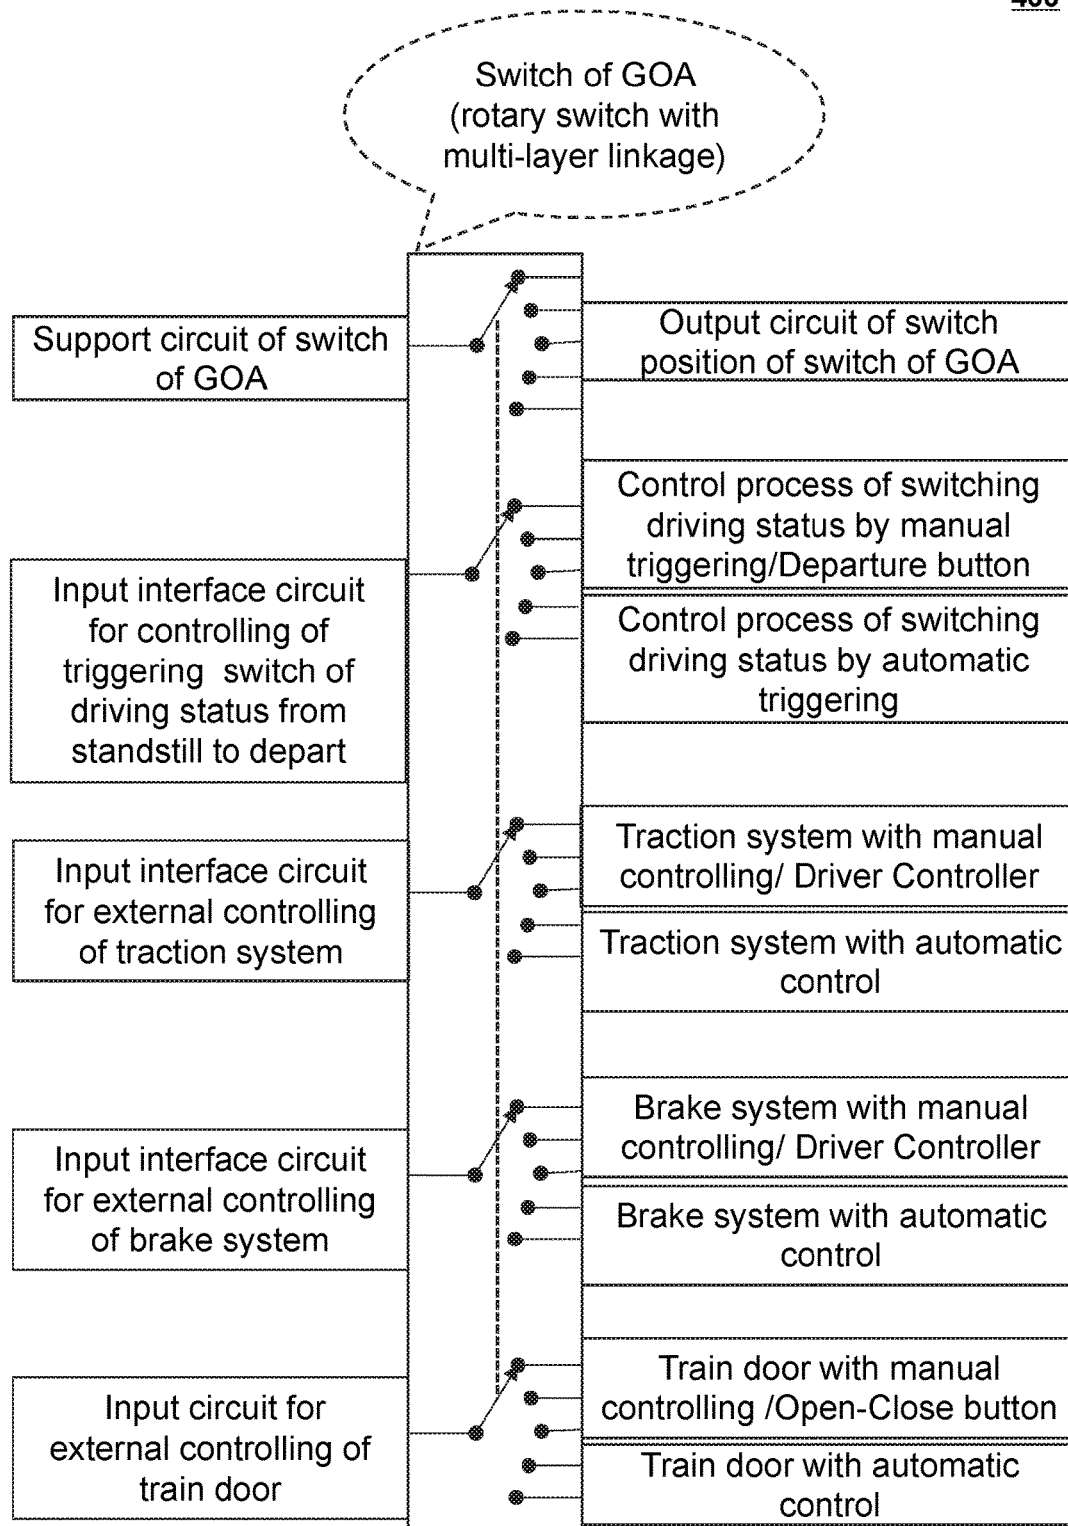 Switch of GOA
(rotary switch with
multi-layer linkage)
Support circuit of switch
of GOA
Output circuit of switch
position of switch of GOA
Input interface circuit
for controlling of
triggering switch of
driving status from
standstill to depart
Control process of switching
driving status by manual
triggering/Departure button
Control process of switching
driving status by automatic
triggering
Input interface circuit
for external controlling
of traction system
Traction system with manual
controlling/ Driver Controller
Traction system with automatic
control
Input interface circuit
for external controlling
of brake system
Brake system with manual
controlling/ Driver Controller
Brake system with automatic
control
Input circuit for
external controlling of
train door
Train door with manual
controlling /Open-Close button
Train door with automatic
control